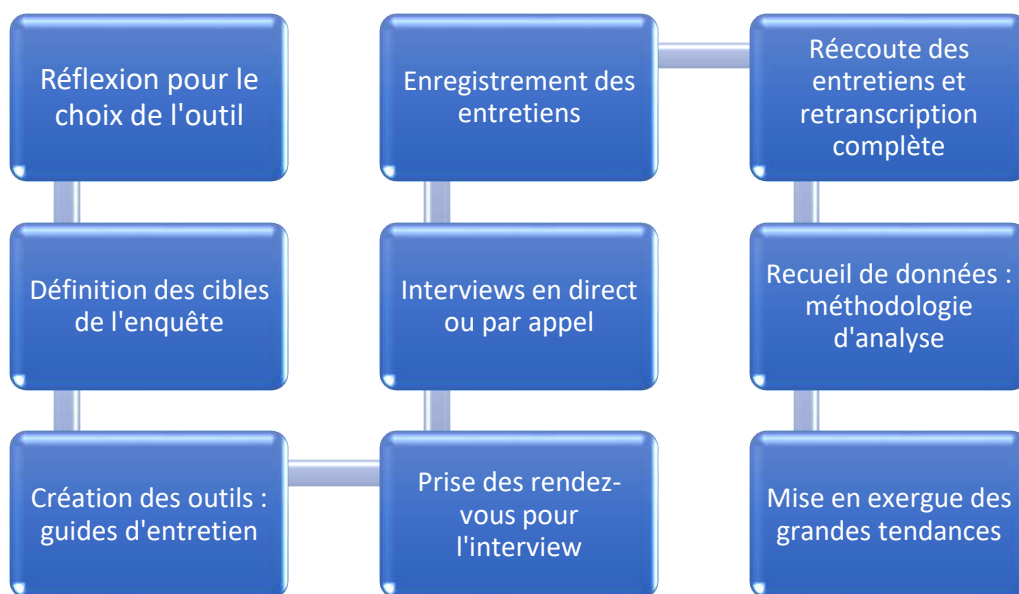 Réflexion pour le
choix de l'outil
Définition des cibles
de l'enquête
Création des outils :
guides d'entretien
Prise des rendez-
vous pour
l'interview
Interviews en direct
ou par appel
Enregistrement des
entretiens
Réecoute des
entretiens et
retranscription
complète
Recueil de données :
méthodologie
d'analyse
Mise en exergue des
grandes tendances